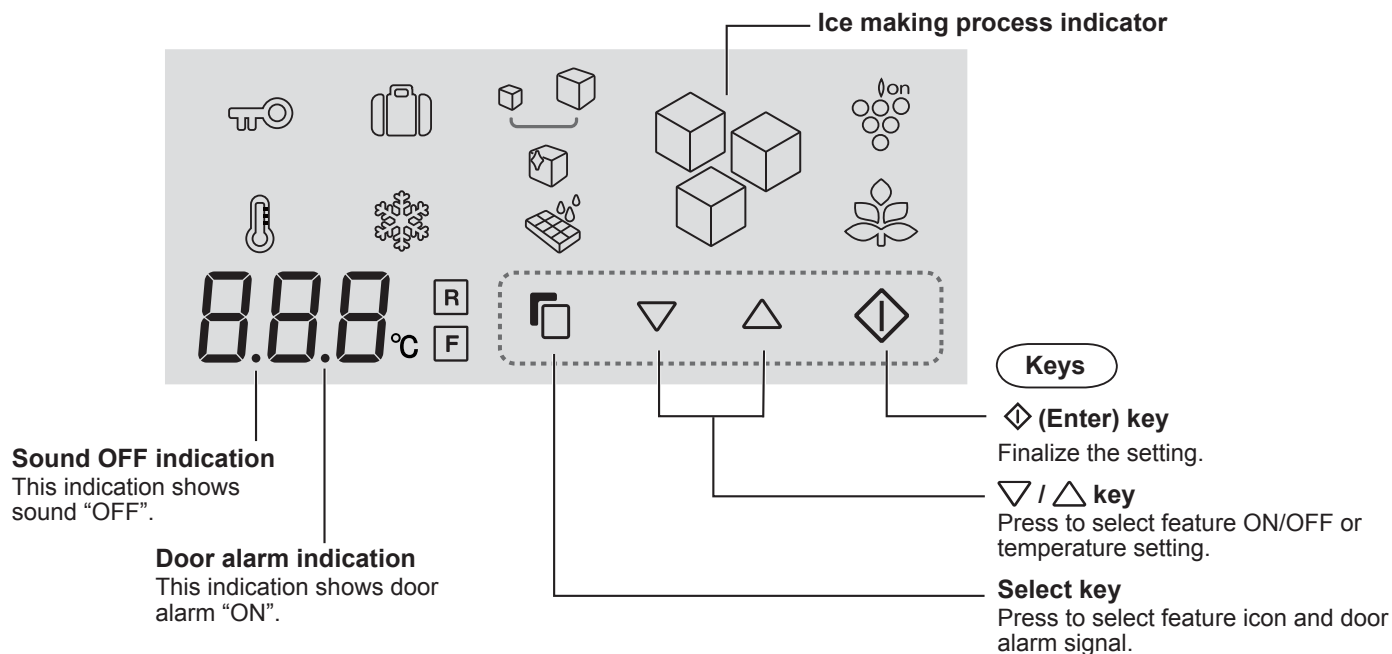 Ice making process indicator
on
8.8.8 °C
R
F
Keys
(Enter) key
Finalize the setting.
▽ / △ key
Press to select feature ON/OFF or
temperature setting.
Select key
Press to select feature icon and door
alarm signal.
Sound OFF indication
This indication shows
sound “OFF”.
Door alarm indication
This indication shows door
alarm “ON”.